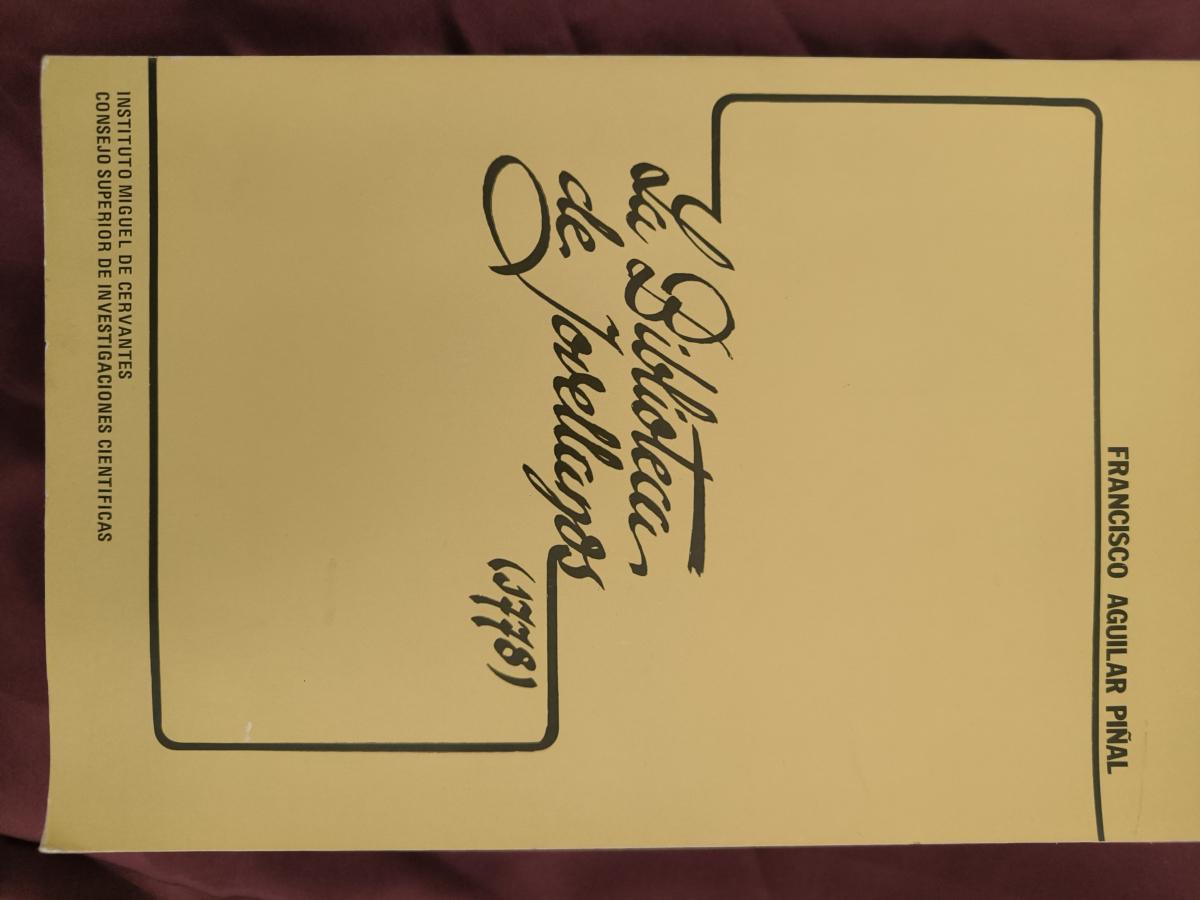 FRANCISCO AGUILAR PIÑAL
La Biblioteca
de Jovellanos
(1778)
INSTITUTO MIGUEL DE CERVANTES
CONSEJO SUPERIOR DE INVESTIGACIONES CIENTIFICAS